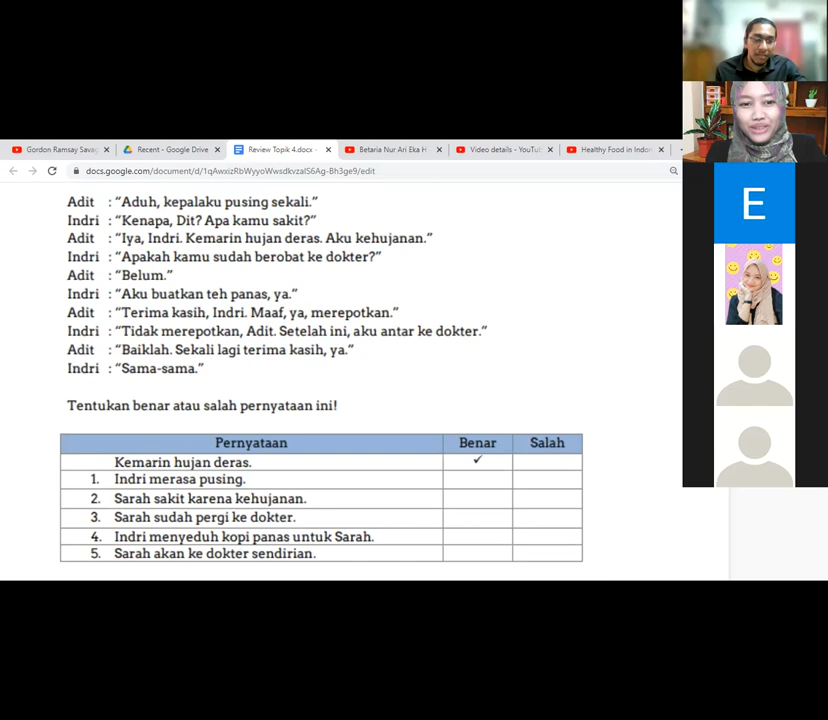 Gordon Ramsay Savag
Recent - Google Drive
Review Topik 4.docx -
Betaria Nur Ari Eka H
Video details - YouTub
Healthy Food in Indon
docs.google.com/document/d/1qAwxizRbWyyoWwsdkvzalS6Ag-Bh3ge9/edit
Adit : “Aduh, kepalaku pusing sekali.”
Indri : “Kenapa, Dit? Apa kamu sakit?”
Adit : “Iya, Indri. Kemarin hujan deras. Aku kehujanan.”
Indri : “Apakah kamu sudah berobat ke dokter?”
Adit : “Belum.”
Indri : “Aku buatkan teh panas, ya.”
Adit : “Terima kasih, Indri. Maaf, ya, merepotkan.”
Indri : “Tidak merepotkan, Adit. Setelah ini, aku antar ke dokter.”
Adit : “Baiklah. Sekali lagi terima kasih, ya.”
Indri : “Sama-sama.”
Tentukan benar atau salah pernyataan ini!
Pernyataan Benar Salah
Kemarin hujan deras. ✓
1. Indri merasa pusing.
2. Sarah sakit karena kehujanan.
3. Sarah sudah pergi ke dokter.
4. Indri menyeduh kopi panas untuk Sarah.
5. Sarah akan ke dokter sendirian.
E